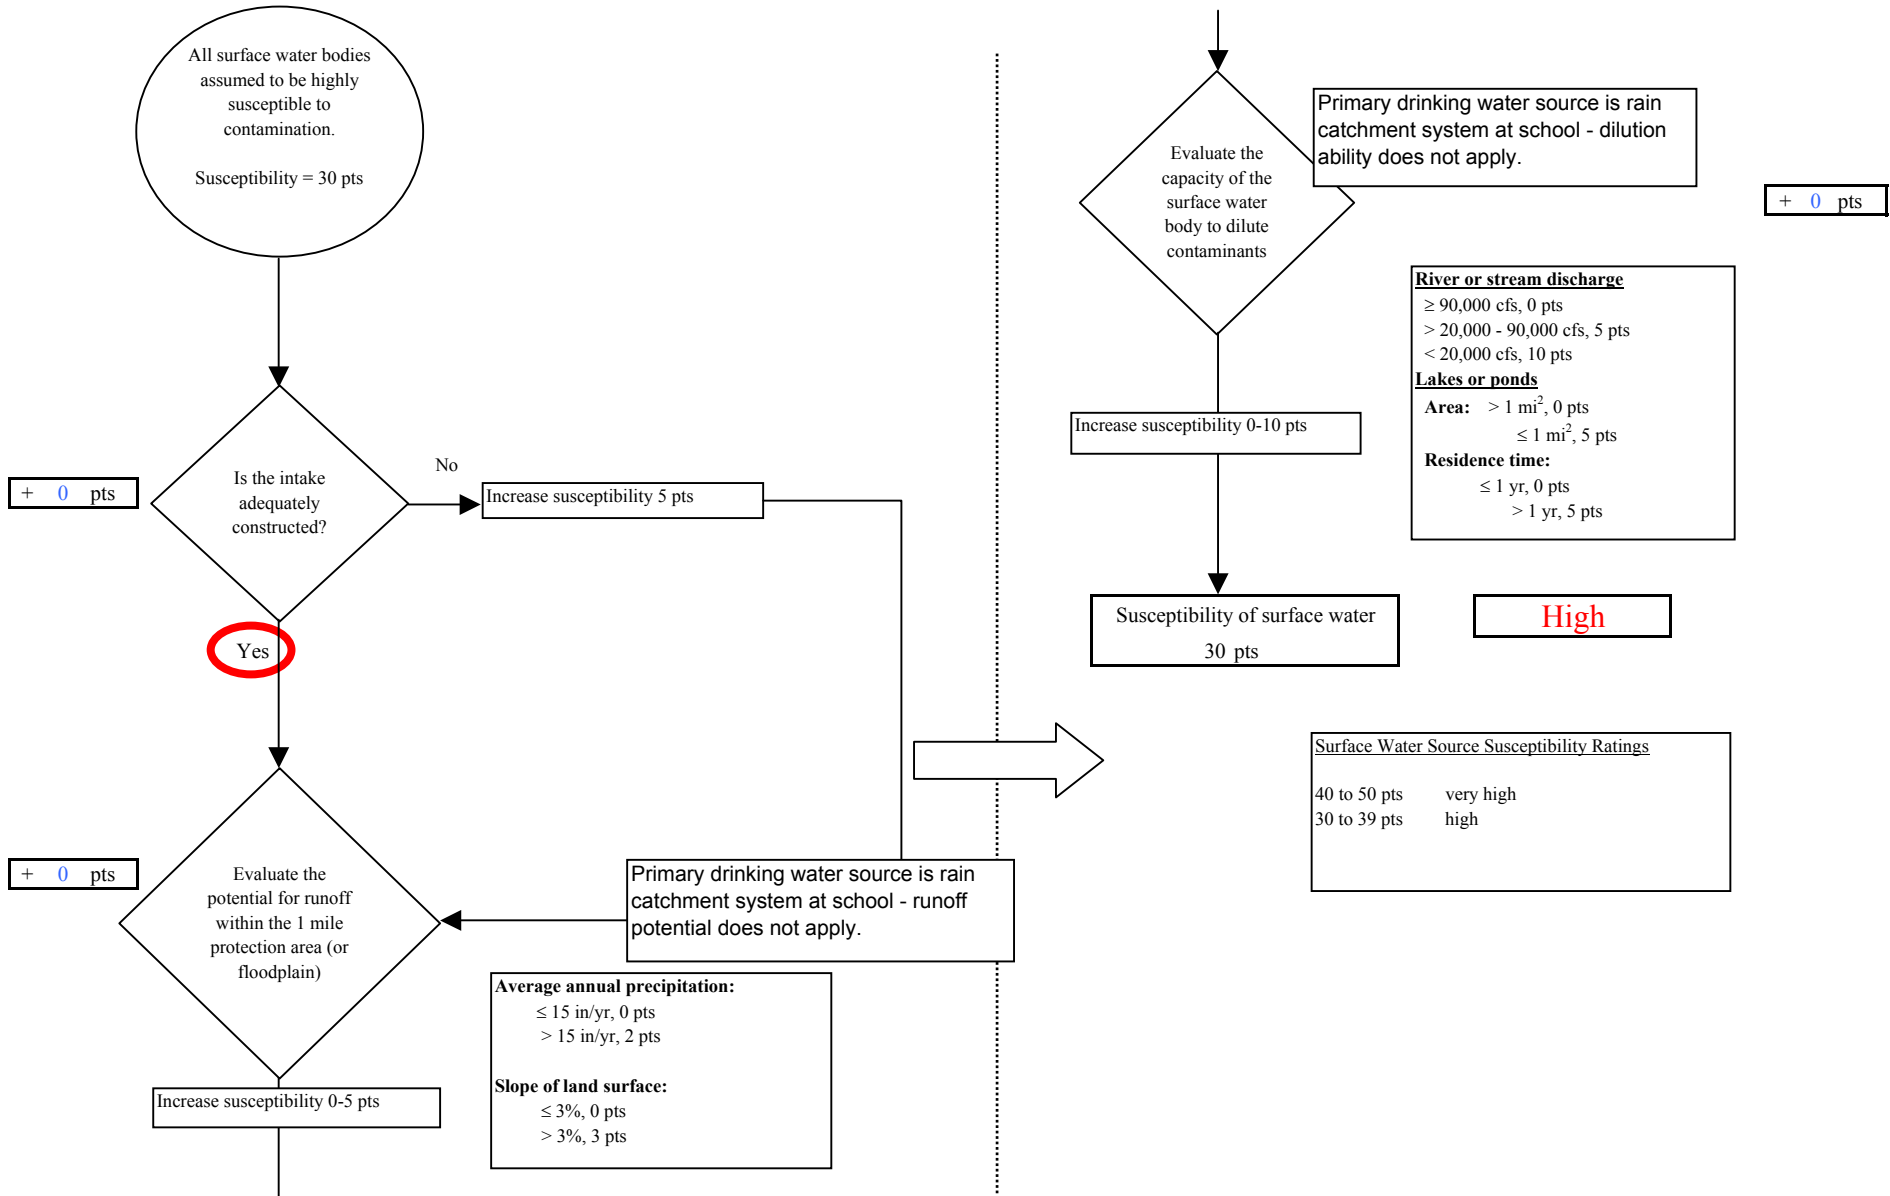 All surface water bodies
assumed to be highly
susceptible to
contamination.
Susceptibility = 30 pts
+ 0 pts
Is the intake
adequately
constructed?
No
Increase susceptibility 5 pts
Yes
+ 0 pts
Evaluate the
potential for runoff
within the 1 mile
protection area (or
floodplain)
Primary drinking water source is rain
catchment system at school - runoff
potential does not apply.
Average annual precipitation:
≤ 15 in/yr, 0 pts
> 15 in/yr, 2 pts
Slope of land surface:
≤ 3%, 0 pts
> 3%, 3 pts
Increase susceptibility 0-5 pts
Evaluate the
capacity of the
surface water
body to dilute
contaminants
Primary drinking water source is rain
catchment system at school - dilution
ability does not apply.
+ 0 pts
River or stream discharge
≥ 90,000 cfs, 0 pts
> 20,000 - 90,000 cfs, 5 pts
< 20,000 cfs, 10 pts
Lakes or ponds
Area: > 1 mi², 0 pts
≤ 1 mi², 5 pts
Residence time:
≤ 1 yr, 0 pts
> 1 yr, 5 pts
Increase susceptibility 0-10 pts
Susceptibility of surface water
30 pts
High
Surface Water Source Susceptibility Ratings
40 to 50 pts very high
30 to 39 pts high